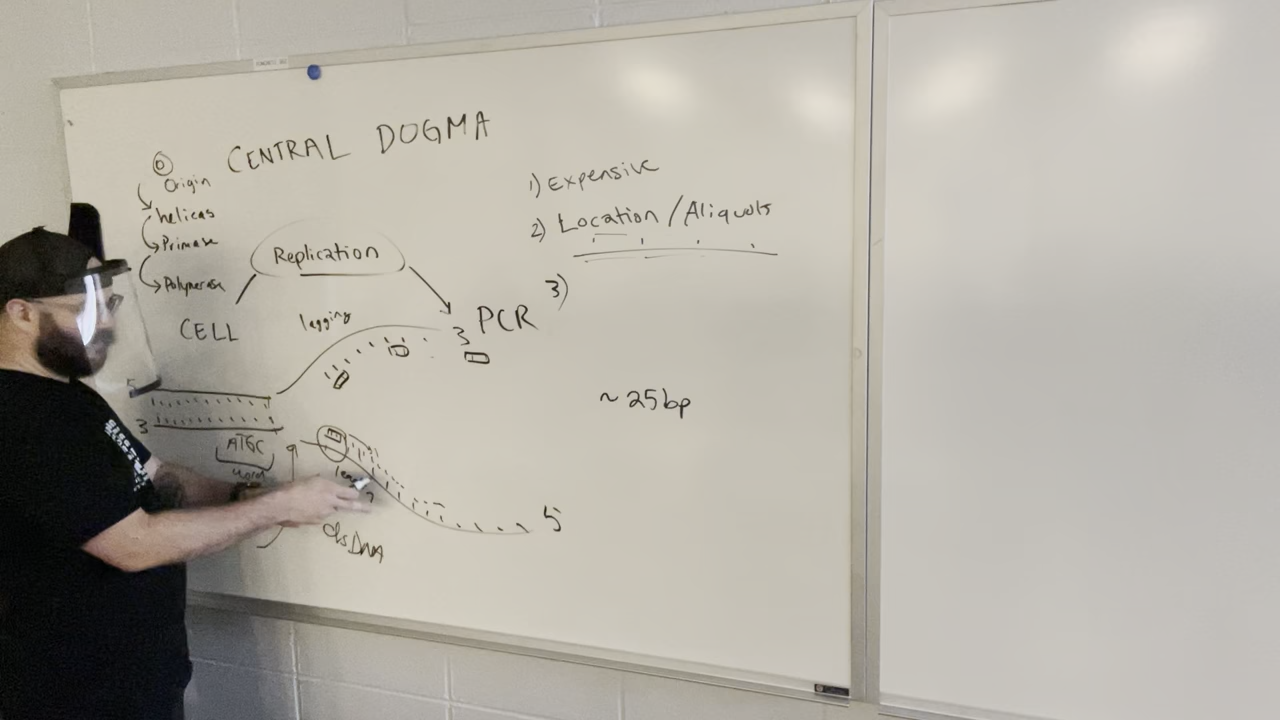 CENTRAL DOGMA
0
Origin
helicas
Primase
Polymerase
Replication
CELL
PCR
1) Expensive
2) Location / Aliquots
3)
~ 25bp
lagging
3
5
3
ATGC
dsDNA
5